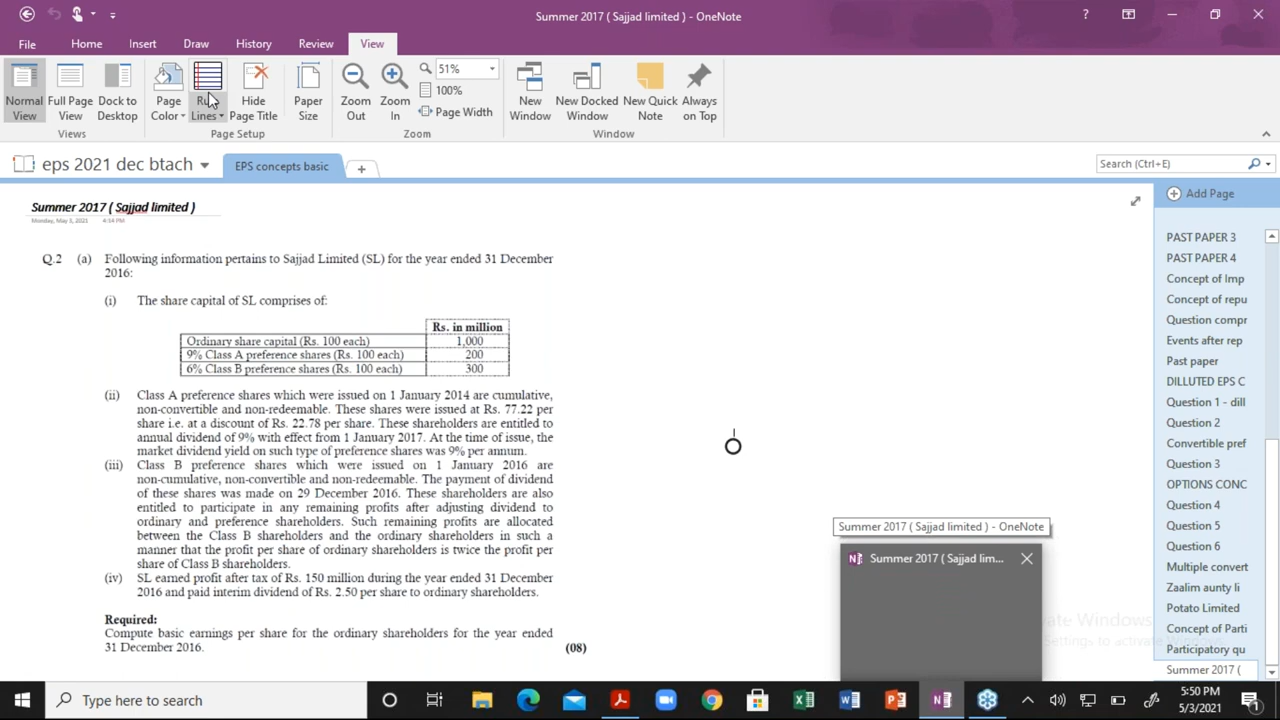 Summer 2017 ( Sajjad limited ) - OneNote
?
File Home Insert Draw History Review View
51%
100%
Page Width
Normal View
Full Page View
Dock to Desktop
Page Color
Lines
Hide Page Title
Paper Size
Zoom Out
Zoom In
New Window
New Docked Window
New Quick Note
Always on Top
Views Page Setup Zoom Window
eps 2021 dec btach
EPS concepts basic
+
Search (Ctrl+E)
Add Page
Summer 2017 ( Sajjad limited )
Monday, May 3, 2021 4:14 PM
Q.2 (a) Following information pertains to Sajjad Limited (SL) for the year ended 31 December
2016:
(i) The share capital of SL comprises of:
Rs. in million
Ordinary share capital (Rs. 100 each) 1,000
9% Class A preference shares (Rs. 100 each) 200
6% Class B preference shares (Rs. 100 each) 300
(ii) Class A preference shares which were issued on 1 January 2014 are cumulative,
non-convertible and non-redeemable. These shares were issued at Rs. 77.22 per
share i.e. at a discount of Rs. 22.78 per share. These shareholders are entitled to
annual dividend of 9% with effect from 1 January 2017. At the time of issue, the
market dividend yield on such type of preference shares was 9% per annum.
(iii) Class B preference shares which were issued on 1 January 2016 are
non-cumulative, non-convertible and non-redeemable. The payment of dividend
of these shares was made on 29 December 2016. These shareholders are also
entitled to participate in any remaining profits after adjusting dividend to
ordinary and preference shareholders. Such remaining profits are allocated
between the Class B shareholders and the ordinary shareholders in such a
manner that the profit per share of ordinary shareholders is twice the profit per
share of Class B shareholders.
(iv) SL earned profit after tax of Rs. 150 million during the year ended 31 December
2016 and paid interim dividend of Rs. 2.50 per share to ordinary shareholders.
Required:
Compute basic earnings per share for the ordinary shareholders for the year ended
31 December 2016.
(08)
PAST PAPER 3
PAST PAPER 4
Concept of Imp
Concept of repu
Question compr
Events after rep
Past paper
DILLUTED EPS C
Question 1 - dill
Question 2
Convertible pref
Question 3
OPTIONS CONC
Question 4
Question 5
Question 6
Multiple convert
Zaalim aunty li
Potato Limited
Concept of Parti
Participatory qu
Summer 2017 (
Summer 2017 ( Sajjad limited ) - OneNote
Summer 2017 ( Sajjad lim...
Windows
Settings to activate
Type here to search
5:50 PM
5/3/2021
1